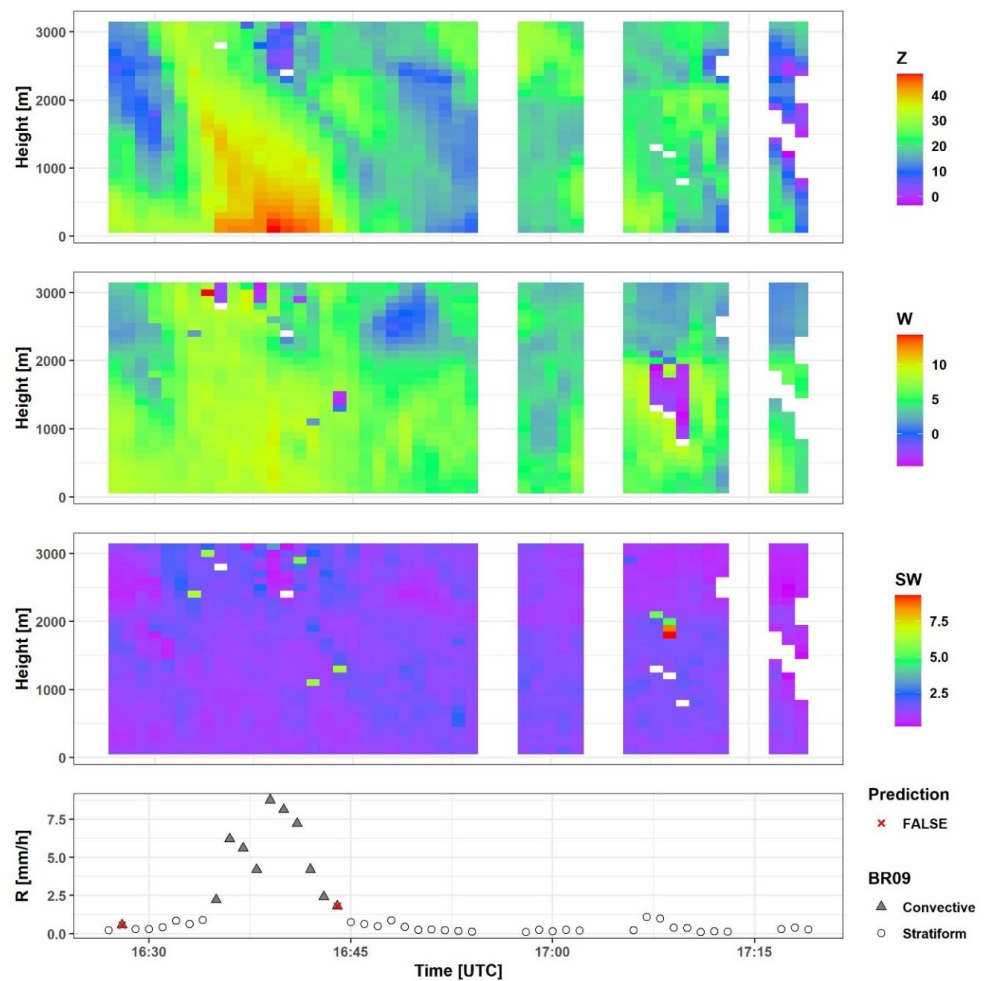 Height [m]
3000
2000
1000
0
Z
40
30
20
10
0
Height [m]
3000
2000
1000
0
W
10
5
0
Height [m]
3000
2000
1000
0
SW
7.5
5.0
2.5
R [mm/h]
7.5
5.0
2.5
0.0
16:30
16:45
17:00
17:15
Time [UTC]
Prediction
FALSE
BR09
Convective
Stratiform